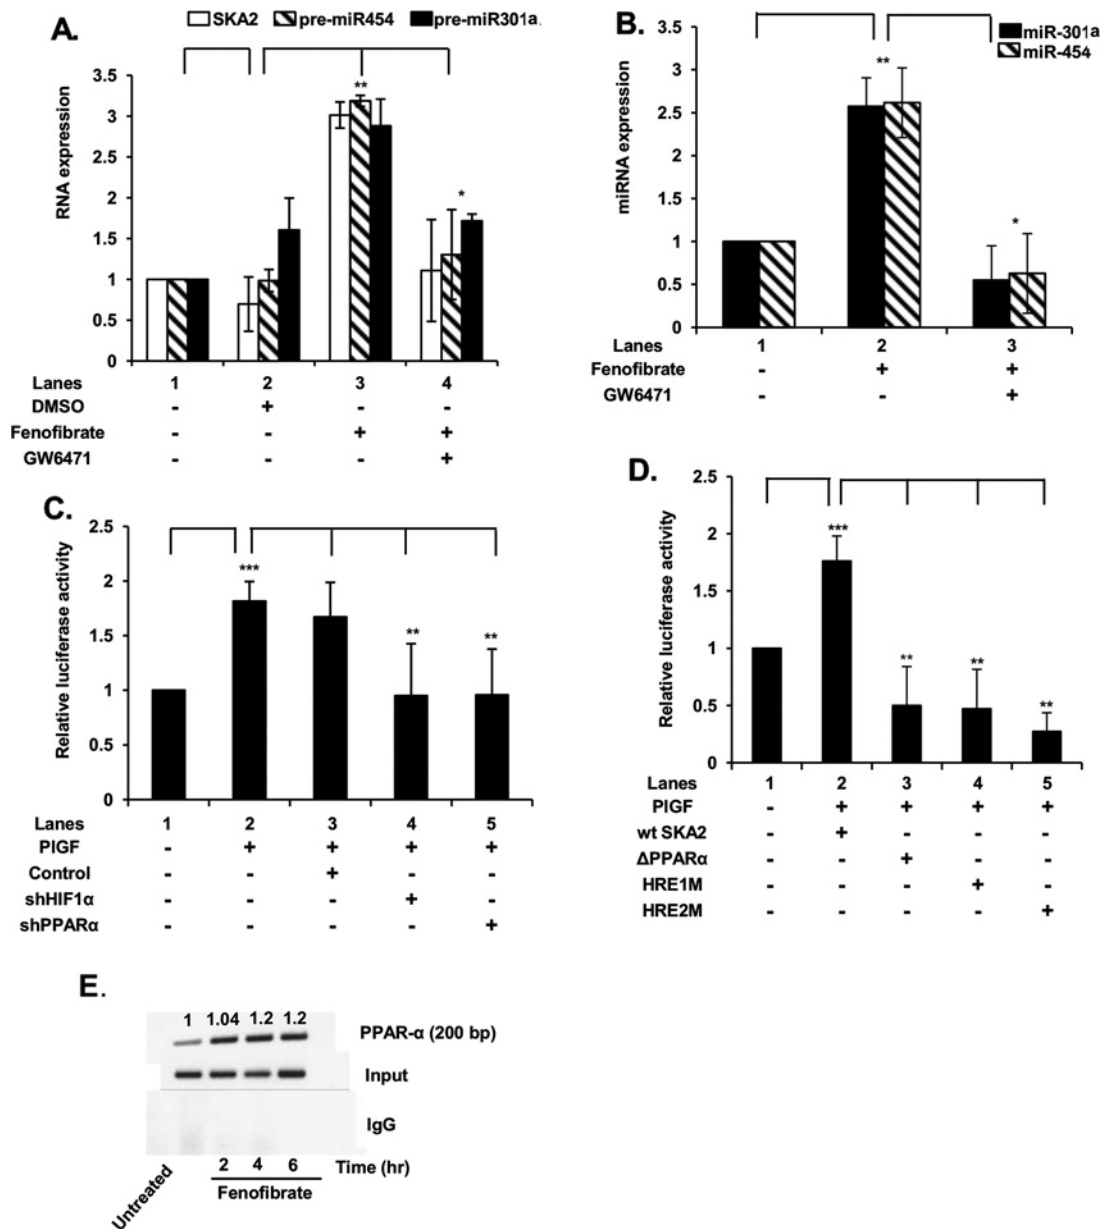 A.
SKA2 pre-miR454 pre-miR301a.
RNA expression
3.5
3
2.5
2
1.5
1
0.5
0
**
*
Lanes 1 2 3 4
DMSO - + - -
Fenofibrate - - + +
GW6471 - - - +
B.
miR-301a
miR-454
miRNA expression
3.5
3
2.5
2
1.5
1
0.5
0
**
*
Lanes 1 2 3
Fenofibrate - + +
GW6471 - - +
C.
Relative luciferase activity
2.5
2
1.5
1
0.5
0
***
** **
Lanes 1 2 3 4 5
PlGF - + + + +
Control - - + - -
shHIF1α - - - + -
shPPARα - - - - +
D.
Relative luciferase activity
2.5
2
1.5
1
0.5
0
***
** **
**
Lanes 1 2 3 4 5
PlGF - + + + +
wt SKA2 - + - - -
ΔPPARα - - + - -
HRE1M - - - + -
HRE2M - - - - +
E.
1 1.04 1.2 1.2
PPAR-α (200 bp)
Input
IgG
Untreated 2 4 6 Time (hr)
Fenofibrate